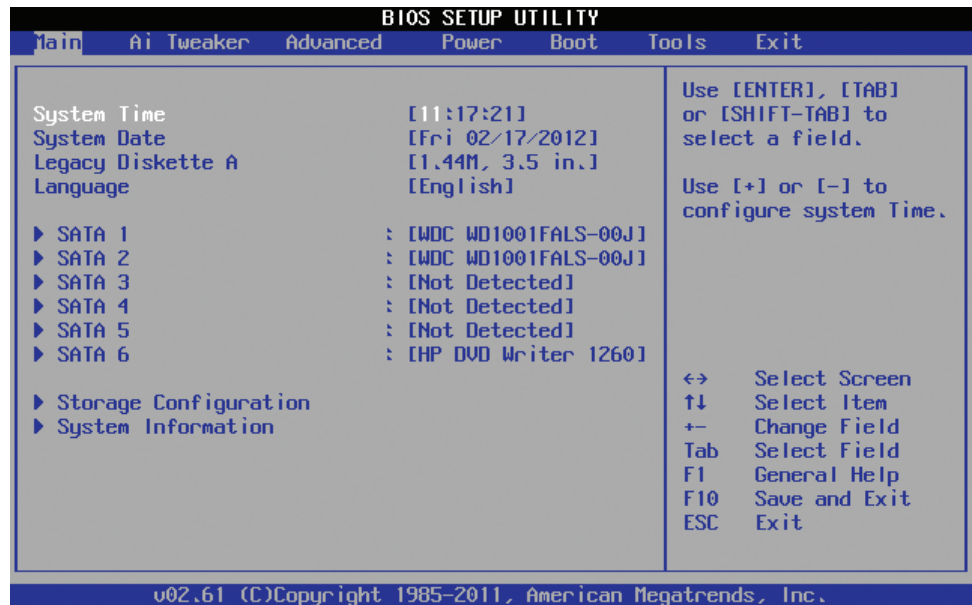 BIOS SETUP UTILITY
Main Ai Tweaker Advanced Power Boot Tools Exit
System Time [11:17:21]
System Date [Fri 02/17/2012]
Legacy Diskette A [1.44M, 3.5 in.]
Language [English]
SATA 1 : [WDC WD1001FALS-00J]
SATA 2 : [WDC WD1001FALS-00J]
SATA 3 : [Not Detected]
SATA 4 : [Not Detected]
SATA 5 : [Not Detected]
SATA 6 : [HP DVD Writer 1260]
Storage Configuration
System Information
Use [ENTER], [TAB]
or [SHIFT-TAB] to
select a field.
Use [+] or [-] to
configure system Time.
←→ Select Screen
↑↓ Select Item
+- Change Field
Tab Select Field
F1 General Help
F10 Save and Exit
ESC Exit
v02.61 (C)Copyright 1985-2011, American Megatrends, Inc.